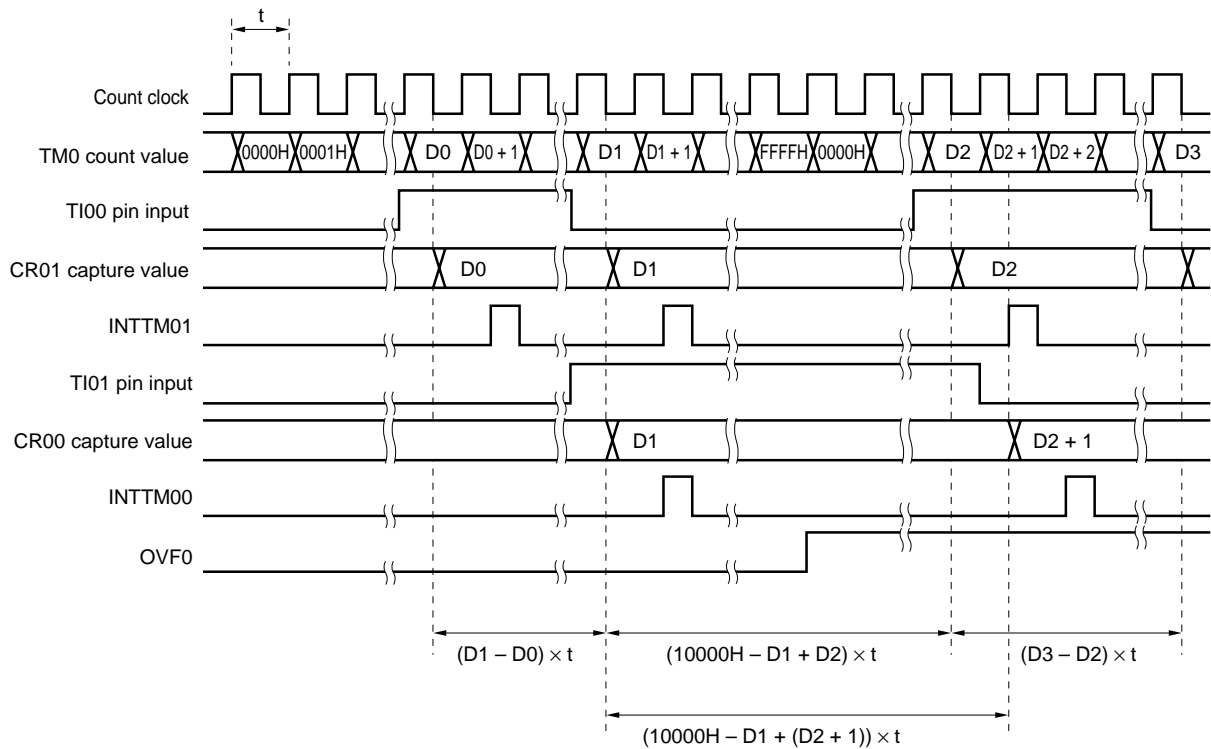 t
Count clock
TM0 count value 0000H 0001H D0 D0 + 1 D1 D1 + 1 FFFFH 0000H D2 D2 + 1 D2 + 2 D3
TI00 pin input
CR01 capture value D0 D1 D2
INTTM01
TI01 pin input
CR00 capture value D1 D2 + 1
INTTM00
OVF0
(D1 – D0) × t (10000H – D1 + D2) × t (D3 – D2) × t
(10000H – D1 + (D2 + 1)) × t